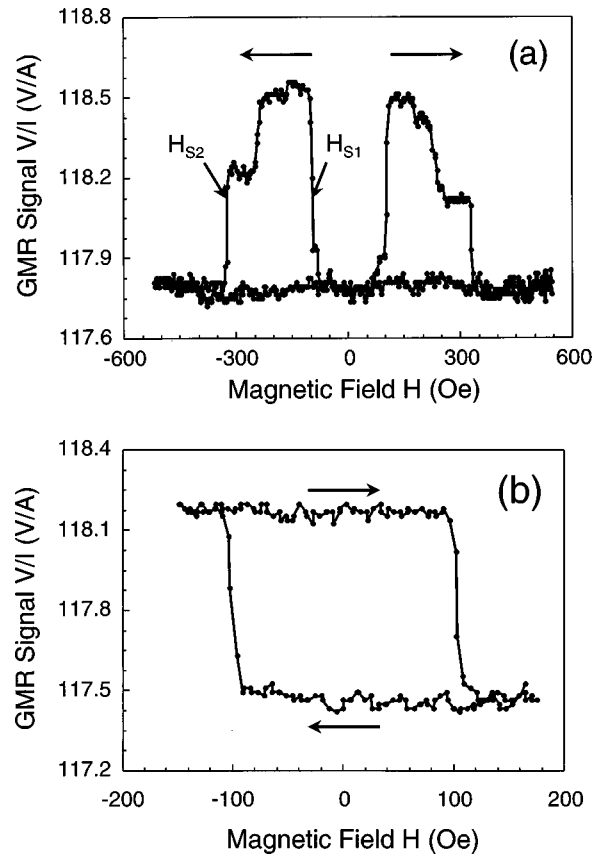 118.8
(a)
118.5
H_S2
H_S1
118.2
117.9
117.6
GMR Signal V/I (V/A)
-600 -300 0 300 600
Magnetic Field H (Oe)
118.4
(b)
118.1
117.8
117.5
117.2
GMR Signal V/I (V/A)
-200 -100 0 100 200
Magnetic Field H (Oe)